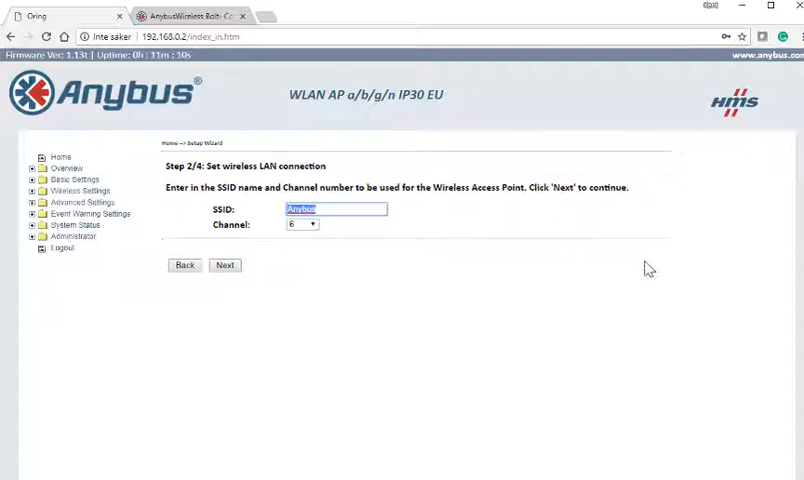 Oring
AnybusWireless Bolt- Co
Inte säker
192.168.0.2/index_in.htm
Firmware Ver: 1.13t | Uptime: 0h : 11m : 10s
www.anybus.com
Anybus®
WLAN AP a/b/g/n IP30 EU
HMS
Home
Overview
Basic Settings
Wireless Settings
Advanced Settings
Event Warning Settings
System Status
Administrator
Logout
Home --> Setup Wizard
Step 2/4: Set wireless LAN connection
Enter in the SSID name and Channel number to be used for the Wireless Access Point. Click 'Next' to continue.
SSID: Anybus
Channel: 6
Back Next